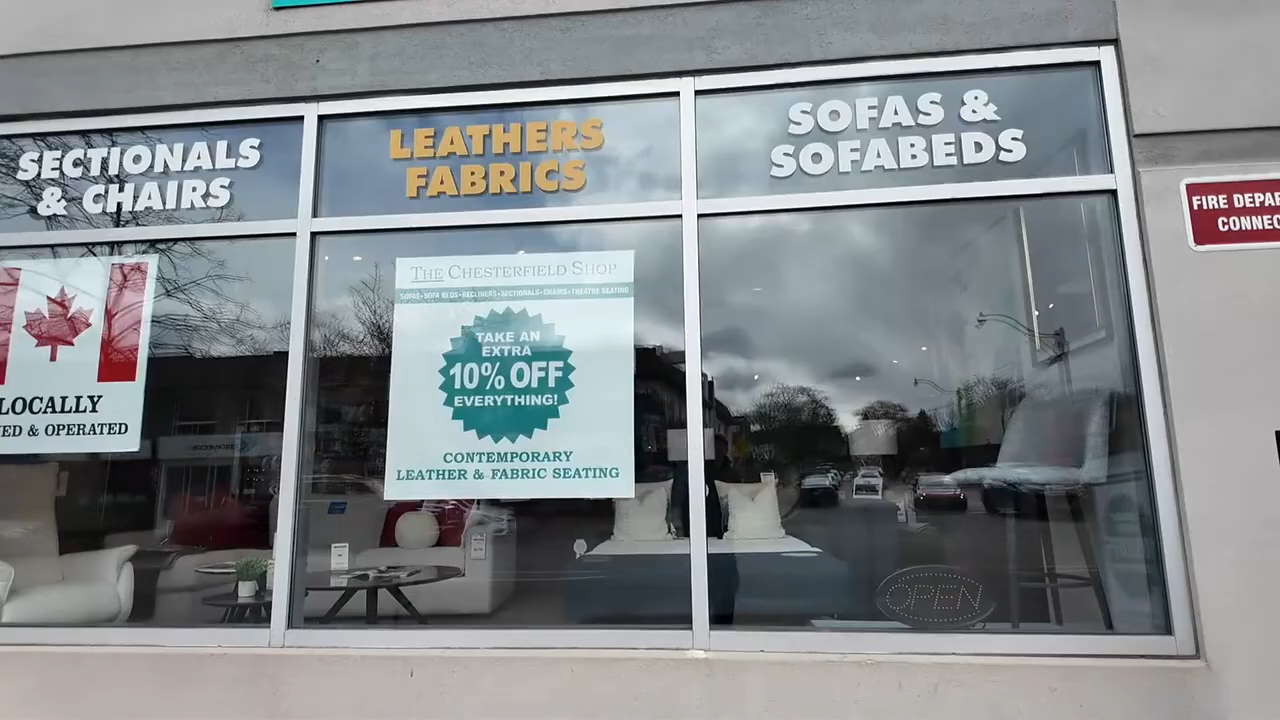 SECTIONALS
& CHAIRS
LEATHERS
FABRICS
SOFAS &
SOFABEDS
FIRE DEPAR
CONNEC
LOCALLY
ED & OPERATED
THE CHESTERFIELD SHOP
SOFAS • SOFA BEDS • RECLINERS • SECTIONALS • CHAIRS • THEATRE SEATING
TAKE AN
EXTRA
10% OFF
EVERYTHING!
CONTEMPORARY
LEATHER & FABRIC SEATING
OPEN